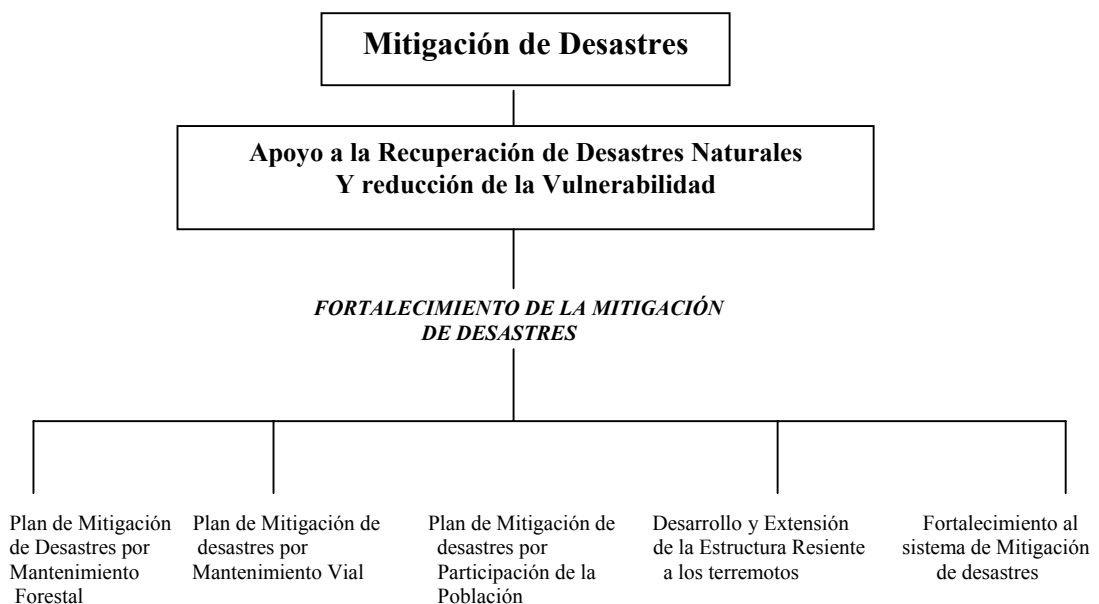 Mitigación de Desastres
Apoyo a la Recuperación de Desastres Naturales
Y reducción de la Vulnerabilidad
FORTALECIMIENTO DE LA MITIGACIÓN
DE DESASTRES
Plan de Mitigación
de Desastres por
Mantenimiento
Forestal
Plan de Mitigación de
desastres por
Mantenimiento Vial
Plan de Mitigación de
desastres por
Participación de la
Población
Desarrollo y Extensión
de la Estructura Resiente
a los terremotos
Fortalecimiento al
sistema de Mitigación
de desastres